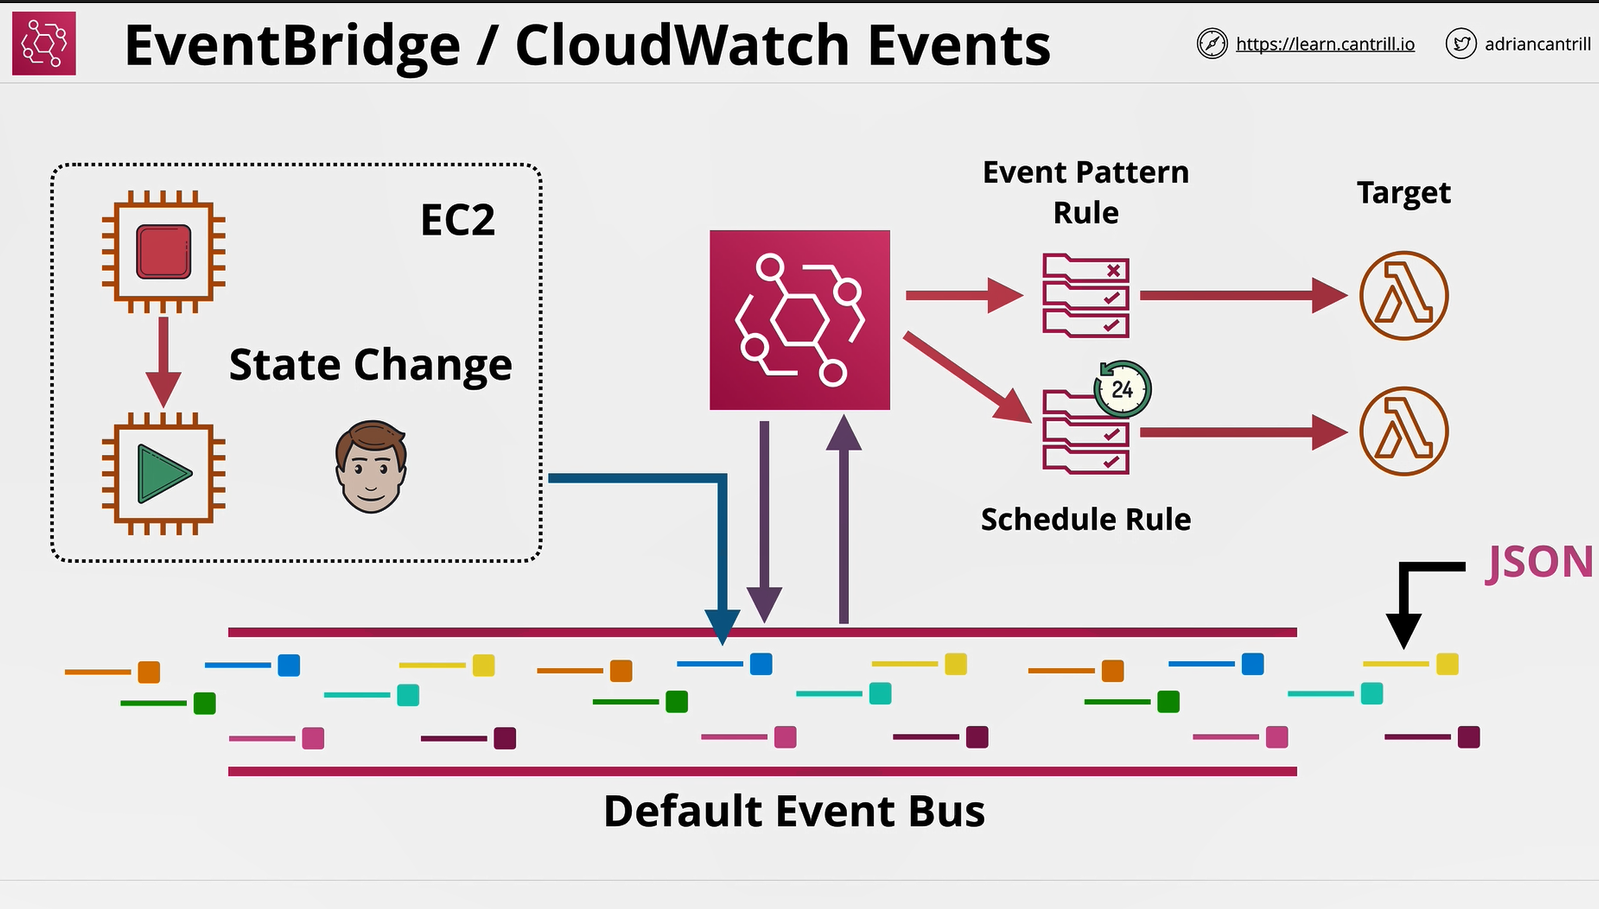 EventBridge / CloudWatch Events
https://learn.cantrill.io
adriancantrill
EC2
State Change
Event Pattern
Rule
Target
24
Schedule Rule
JSON
Default Event Bus